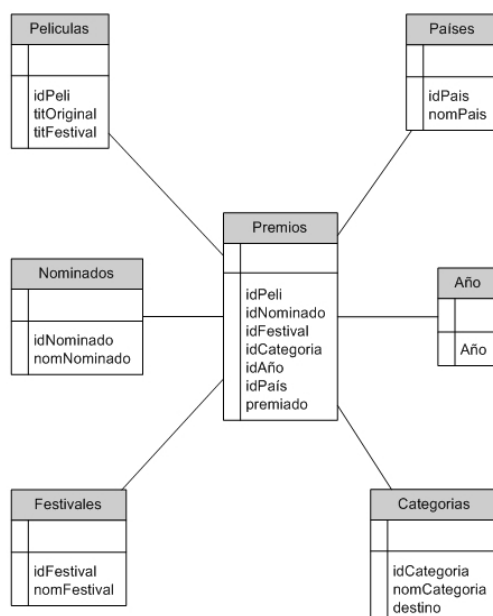 Peliculas
idPeli
titOriginal
titFestival
Países
idPais
nomPais
Premios
idPeli
idNominado
idFestival
idCategoria
idAño
idPaís
premiado
Nominados
idNominado
nomNominado
Año
Año
Festivales
idFestival
nomFestival
Categorias
idCategoria
nomCategoria
destino